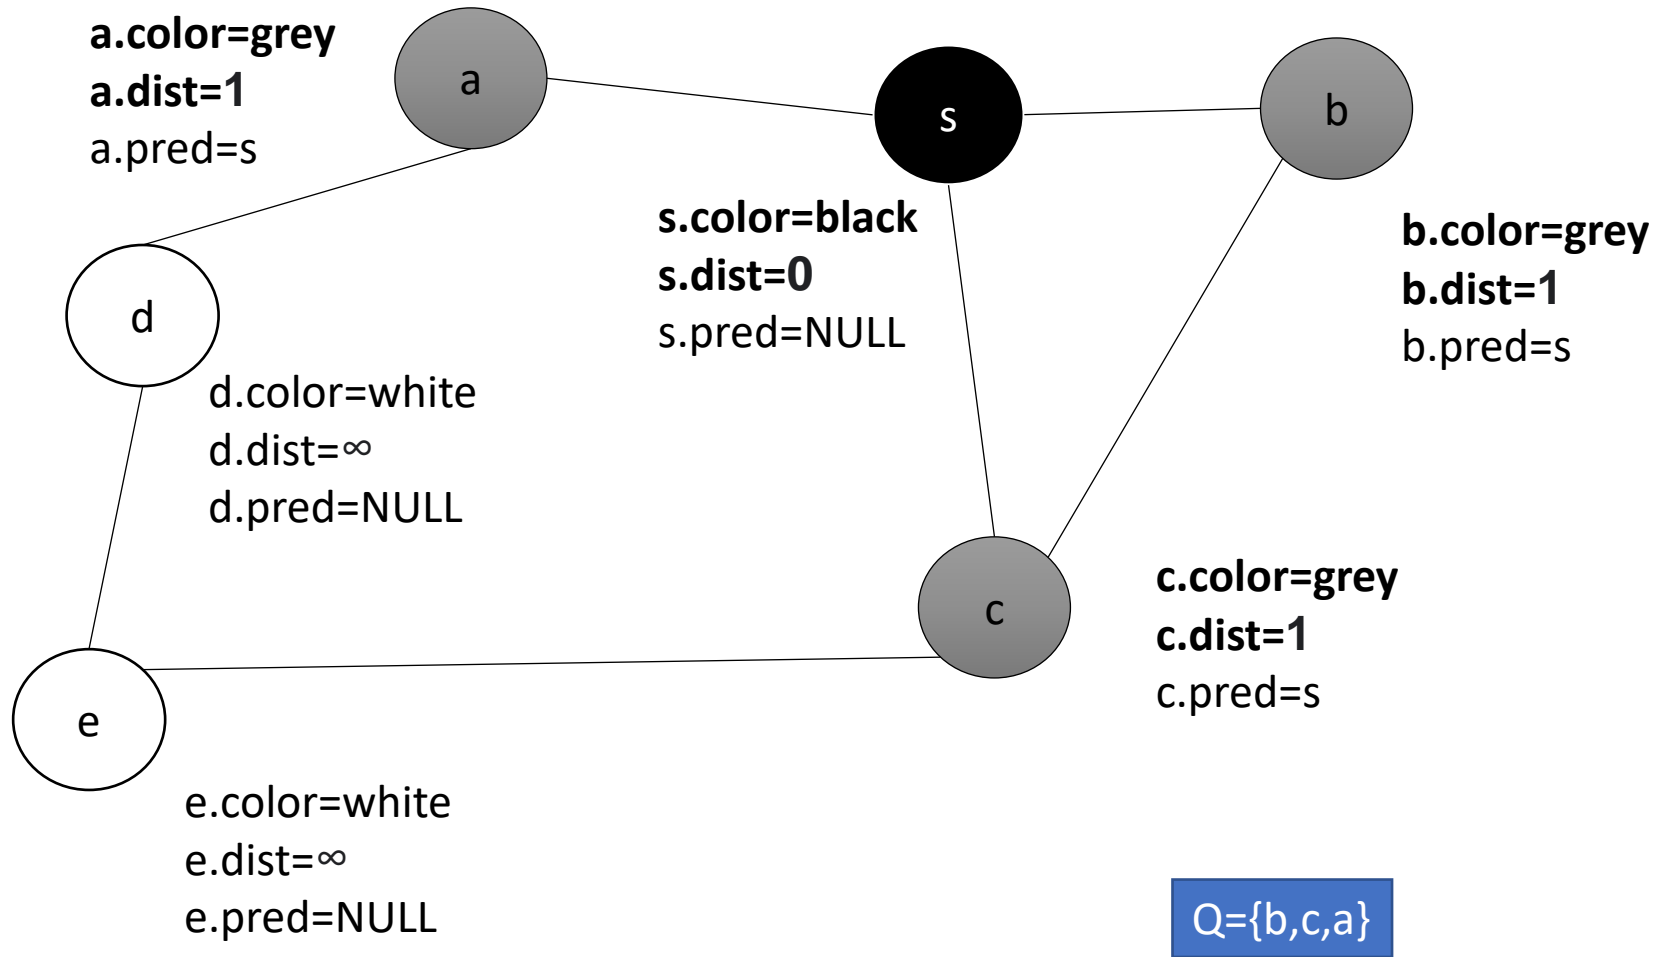 a.color=grey
a.dist=1
a.pred=s
a
s
b
s.color=black
s.dist=0
s.pred=NULL
b.color=grey
b.dist=1
b.pred=s
d
d.color=white
d.dist=∞
d.pred=NULL
c
c.color=grey
c.dist=1
c.pred=s
e
e.color=white
e.dist=∞
e.pred=NULL
Q={b,c,a}